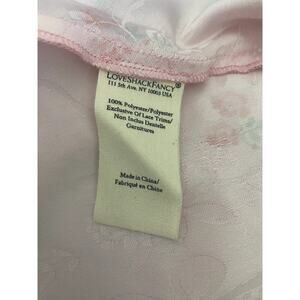 LOVESHACKFANCY®
111 5th Ave. NY 10003 USA
100% Polyester/Polyester
Exclusive Of Lace Trims/
Non Inclus Dentelle
Garnitures
Made in China/
Fabriqué en Chine